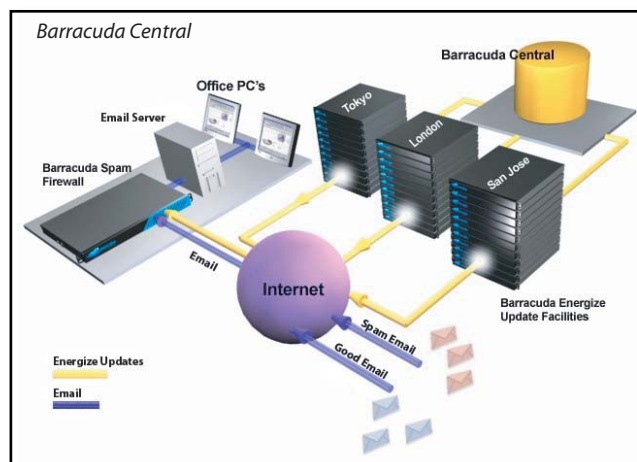 Barracuda Central
Barracuda Central
Office PC's
Tokyo
Email Server
London
San Jose
Barracuda Spam
Firewall
Email
Internet
Barracuda Energize
Update Facilities
Spam Email
Good Email
Energize Updates
Email